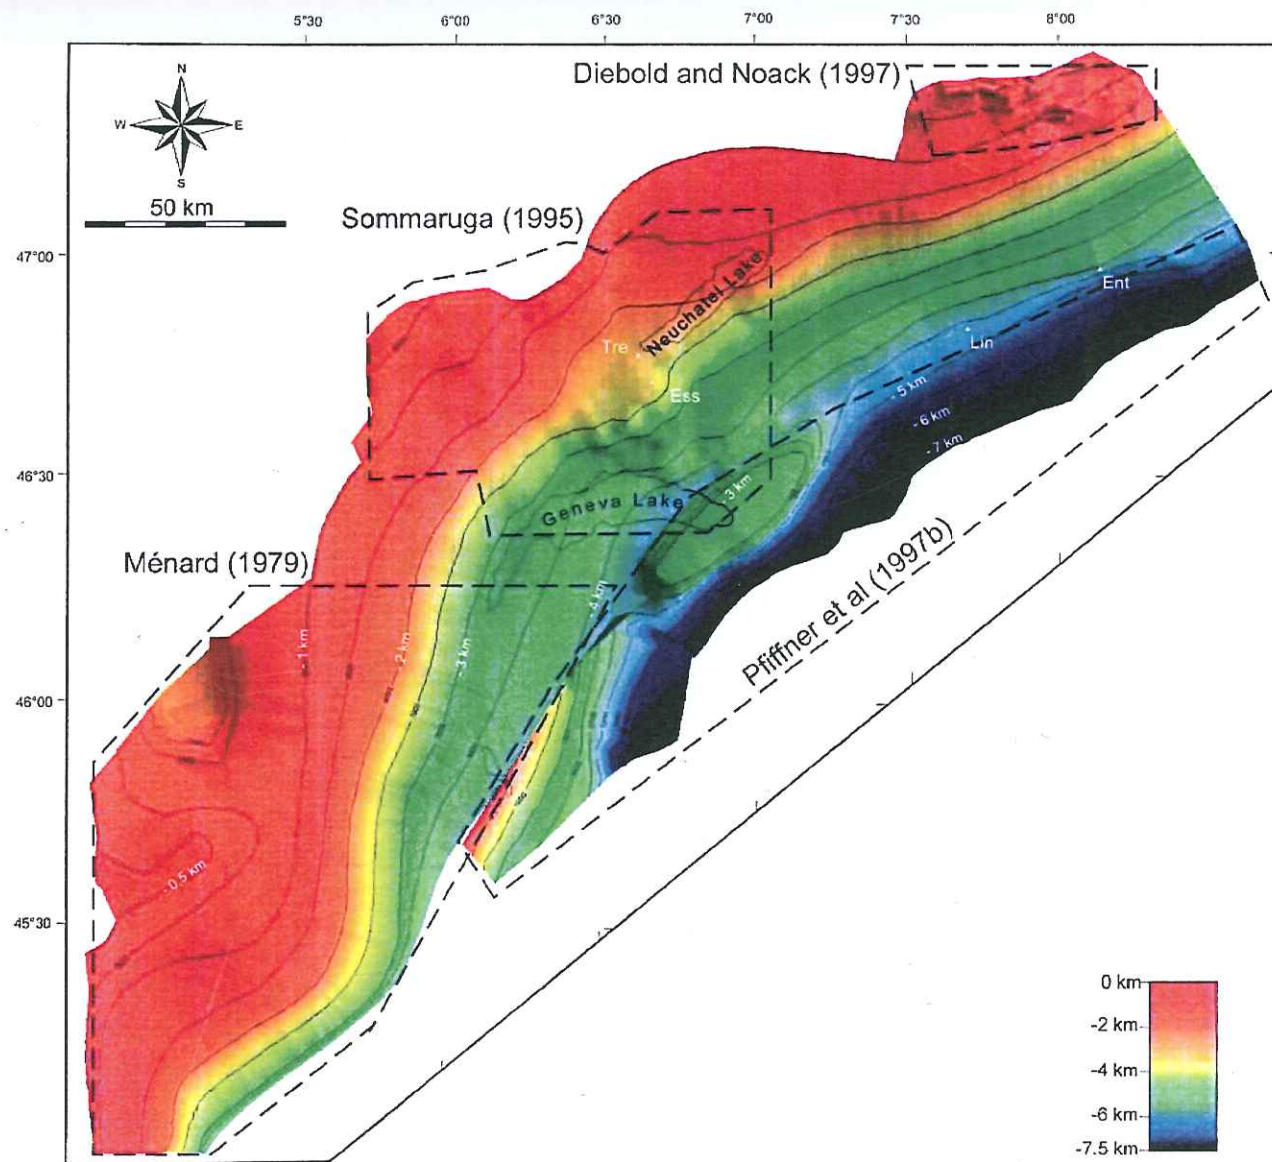 5°30
6°00
6°30
7°00
7°30
8°00
Diebold and Noack (1997)
N
W
E
S
50 km
Sommaruga (1995)
47°00
Neuchatel Lake
Ent
Tre
Lin
Ess
- 5 km
- 6 km
- 7 km
46°30
- 3 km
Geneva Lake
Ménard (1979)
- 4 km
- 1 km
- 2 km
- 3 km
Pfiffner et al (1997b)
46°00
- 0,5 km
45°30
0 km
-2 km
-4 km
-6 km
-7.5 km